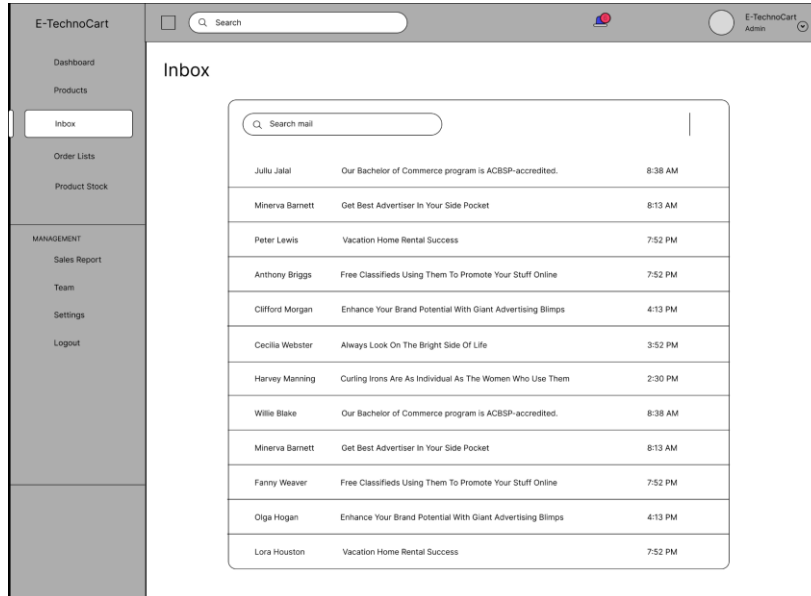 E-TechnoCart
Search
E-TechnoCart
Admin
Dashboard
Products
Inbox
Order Lists
Product Stock
MANAGEMENT
Sales Report
Team
Settings
Logout
Inbox
Search mail
Jullu Jalal Our Bachelor of Commerce program is ACBSP-accredited. 8:38 AM
Minerva Barnett Get Best Advertiser In Your Side Pocket 8:13 AM
Peter Lewis Vacation Home Rental Success 7:52 PM
Anthony Briggs Free Classifieds Using Them To Promote Your Stuff Online 7:52 PM
Clifford Morgan Enhance Your Brand Potential With Giant Advertising Blimps 4:13 PM
Cecilia Webster Always Look On The Bright Side Of Life 3:52 PM
Harvey Manning Curling Irons Are As Individual As The Women Who Use Them 2:30 PM
Willie Blake Our Bachelor of Commerce program is ACBSP-accredited. 8:38 AM
Minerva Barnett Get Best Advertiser In Your Side Pocket 8:13 AM
Fanny Weaver Free Classifieds Using Them To Promote Your Stuff Online 7:52 PM
Olga Hogan Enhance Your Brand Potential With Giant Advertising Blimps 4:13 PM
Lora Houston Vacation Home Rental Success 7:52 PM